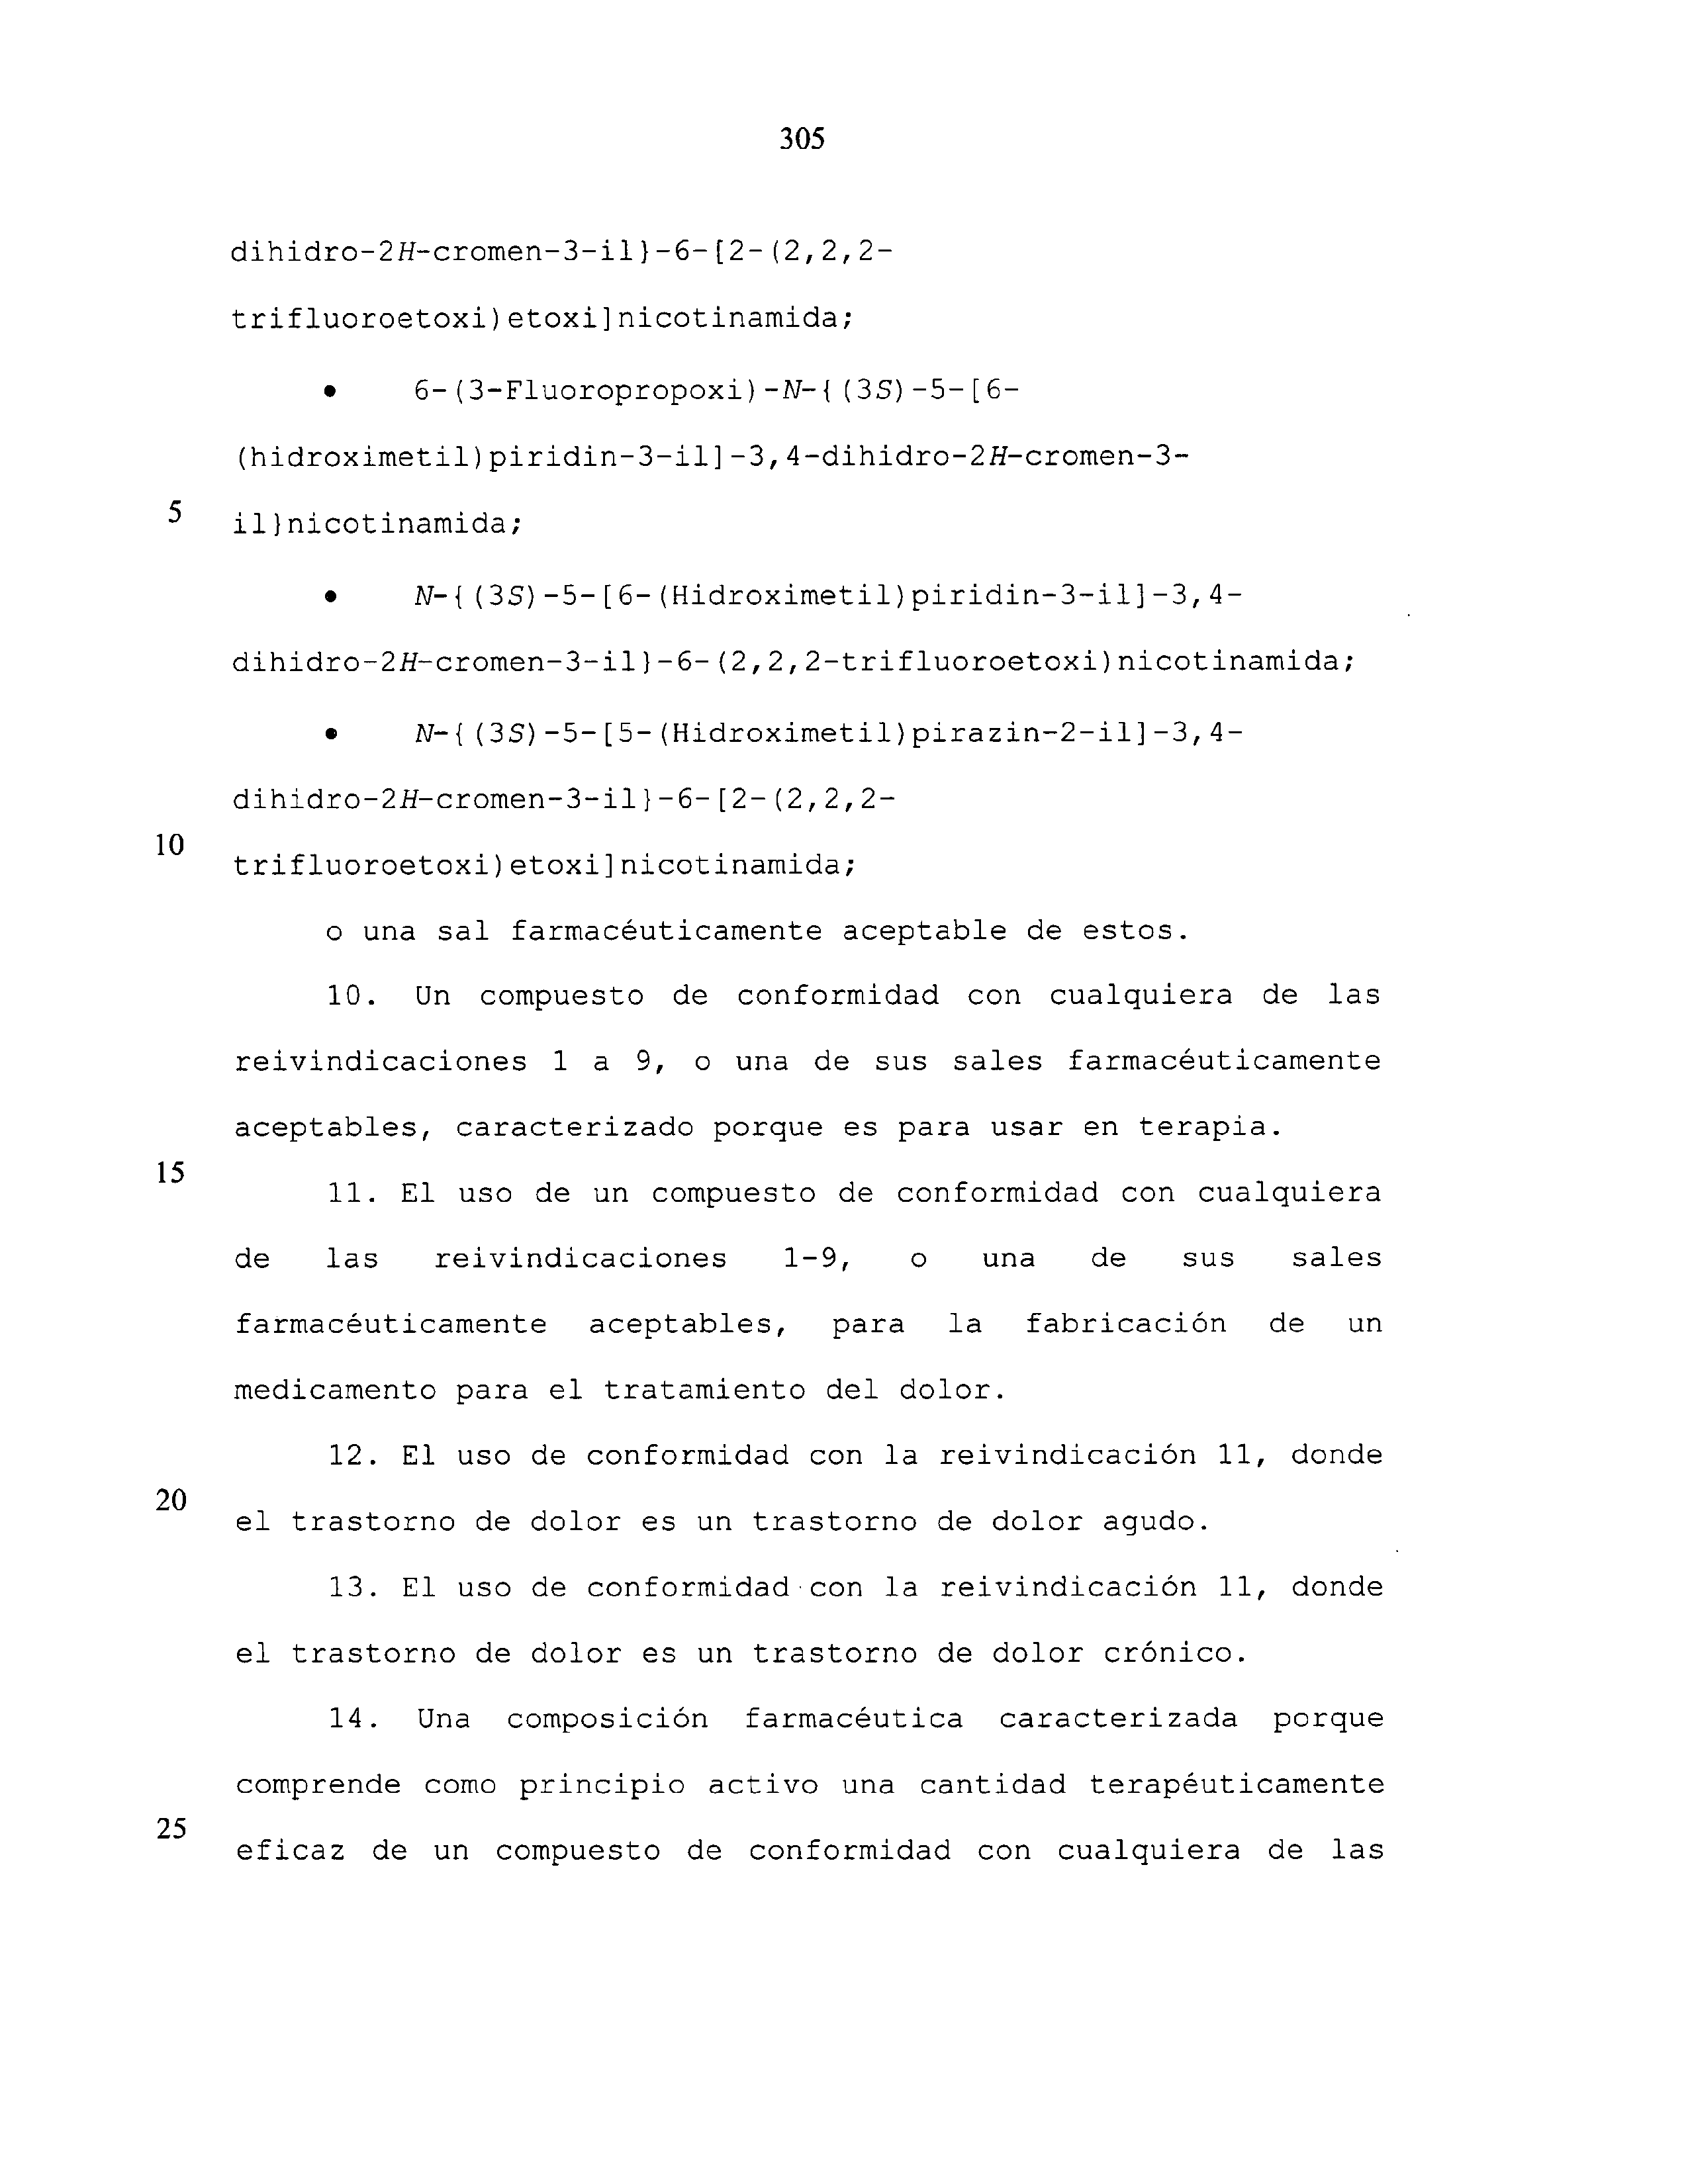 305
dihidro-2H-cromen-3-il}-6-[2-(2,2,2-
trifluoroetoxi)etoxi]nicotinamida;
• 6-(3-Fluoropropoxi)-N-{(3S)-5-[6-
(hidroximetil)piridin-3-il]-3,4-dihidro-2H-cromen-3-
5 il}nicotinamida;
• N-{(3S)-5-[6-(Hidroximetil)piridin-3-il]-3,4-
dihidro-2H-cromen-3-il}-6-(2,2,2-trifluoroetoxi)nicotinamida;
• N-{(3S)-5-[5-(Hidroximetil)pirazin-2-il]-3,4-
dihidro-2H-cromen-3-il}-6-[2-(2,2,2-
10 trifluoroetoxi)etoxi]nicotinamida;
o una sal farmacéuticamente aceptable de estos.
10. Un compuesto de conformidad con cualquiera de las
reivindicaciones 1 a 9, o una de sus sales farmacéuticamente
aceptables, caracterizado porque es para usar en terapia.
15
11. El uso de un compuesto de conformidad con cualquiera
de las reivindicaciones 1-9, o una de sus sales
farmacéuticamente aceptables, para la fabricación de un
medicamento para el tratamiento del dolor.
12. El uso de conformidad con la reivindicación 11, donde
20 el trastorno de dolor es un trastorno de dolor agudo.
13. El uso de conformidad con la reivindicación 11, donde
el trastorno de dolor es un trastorno de dolor crónico.
14. Una composición farmacéutica caracterizada porque
comprende como principio activo una cantidad terapéuticamente
25 eficaz de un compuesto de conformidad con cualquiera de las